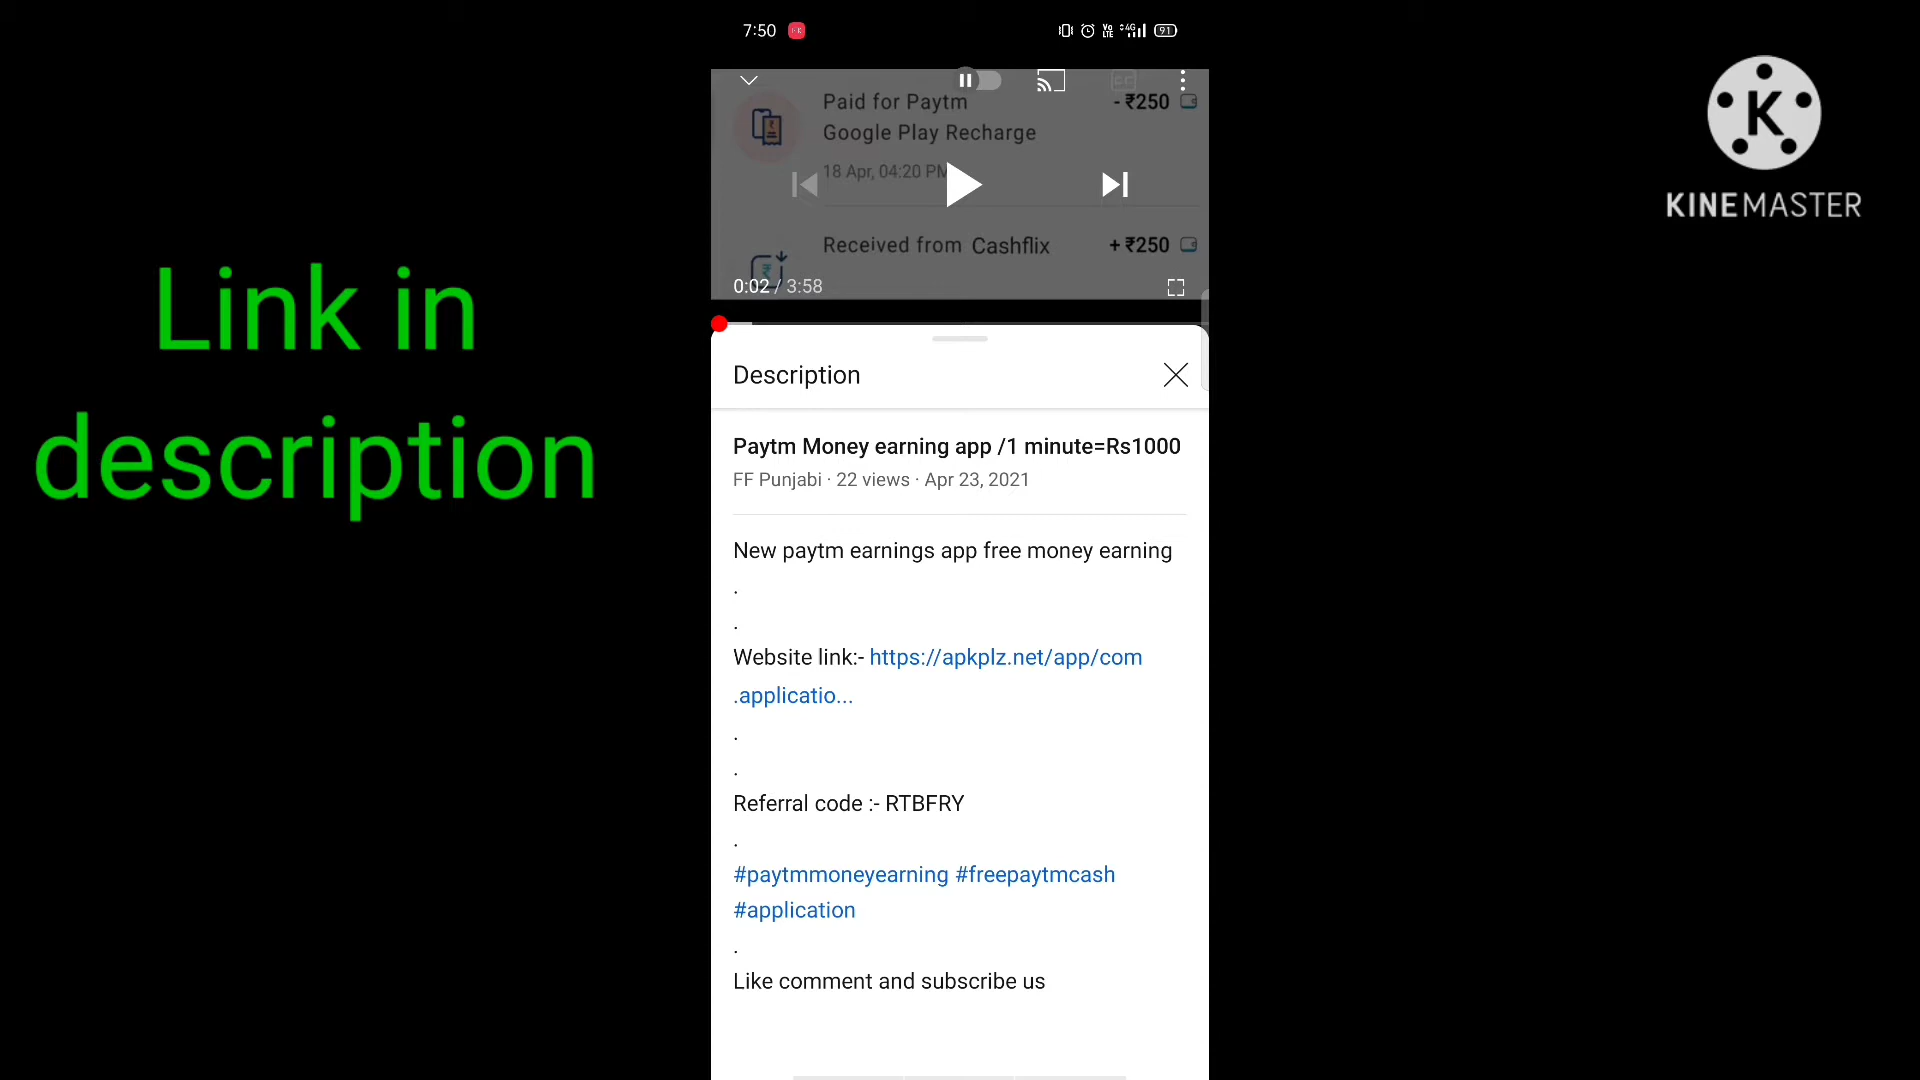 7:50
91
Paid for Paytm
- ₹250
Google Play Recharge
18 Apr, 04:20 PM
Received from Cashflix
+ ₹250
0:02 / 3:58
Description
Paytm Money earning app /1 minute=Rs1000
FF Punjabi · 22 views · Apr 23, 2021
New paytm earnings app free money earning
.
.
Website link:- https://apkplz.net/app/com
.applicatio...
.
.
Referral code :- RTBFRY
.
#paytmmoneyearning #freepaytmcash
#application
.
Like comment and subscribe us
Link in
description
K
KINEMASTER